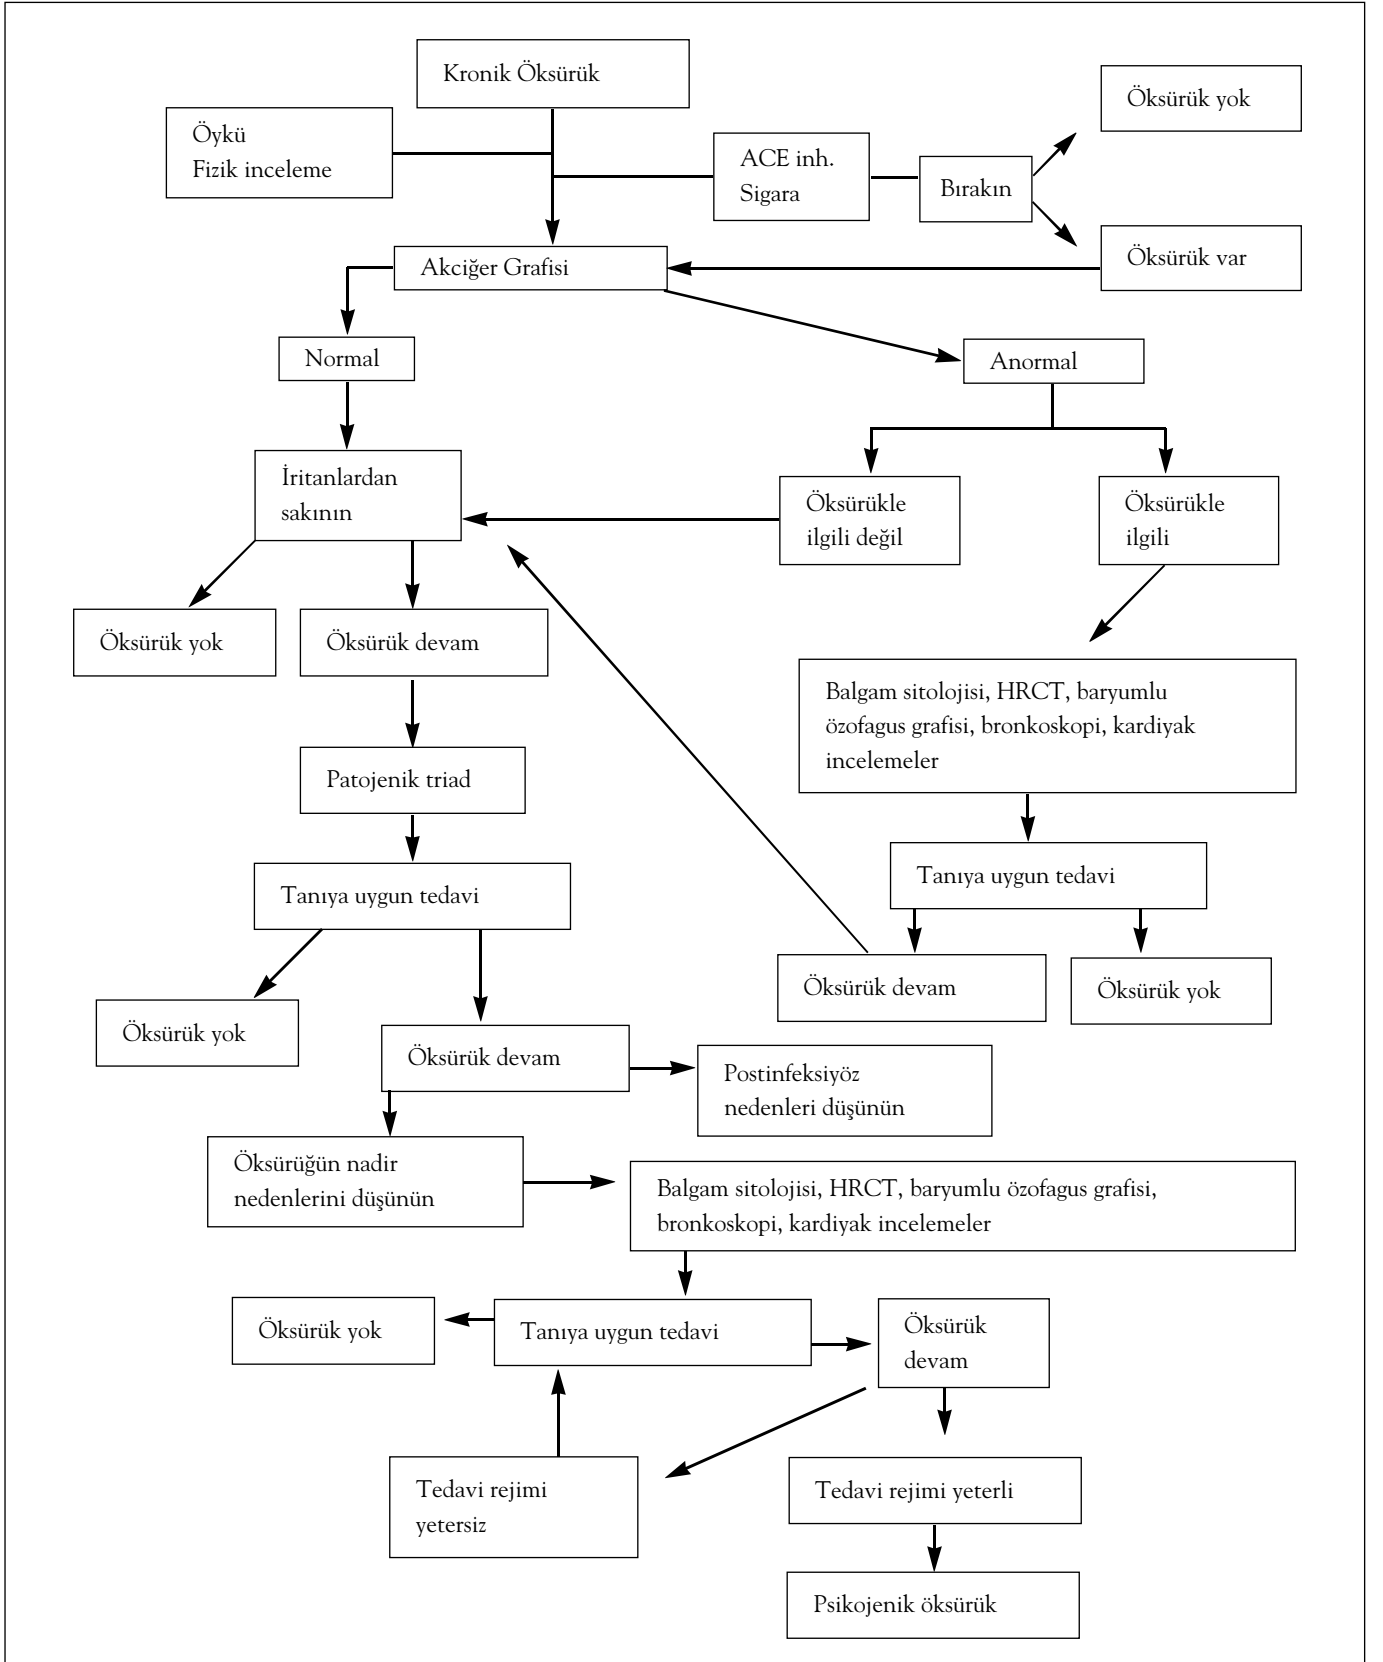 Kronik Öksürük
Öksürük yok
Öykü
Fizik inceleme
ACE inh.
Sigara
Bırakın
Öksürük var
Akciğer Grafisi
Normal
Anormal
İritanlardan
sakının
Öksürükle
ilgili değil
Öksürükle
ilgili
Öksürük yok
Öksürük devam
Balgam sitolojisi, HRCT, baryumlu
özofagus grafisi, bronkoskopi, kardiyak
incelemeler
Patojenik triad
Tanıya uygun tedavi
Tanıya uygun tedavi
Öksürük devam
Öksürük yok
Öksürük yok
Öksürük devam
Postinfeksiyöz
nedenleri düşünün
Öksürüğün nadir
nedenlerini düşünün
Balgam sitolojisi, HRCT, baryumlu özofagus grafisi,
bronkoskopi, kardiyak incelemeler
Öksürük yok
Tanıya uygun tedavi
Öksürük
devam
Tedavi rejimi
yetersiz
Tedavi rejimi yeterli
Psikojenik öksürük